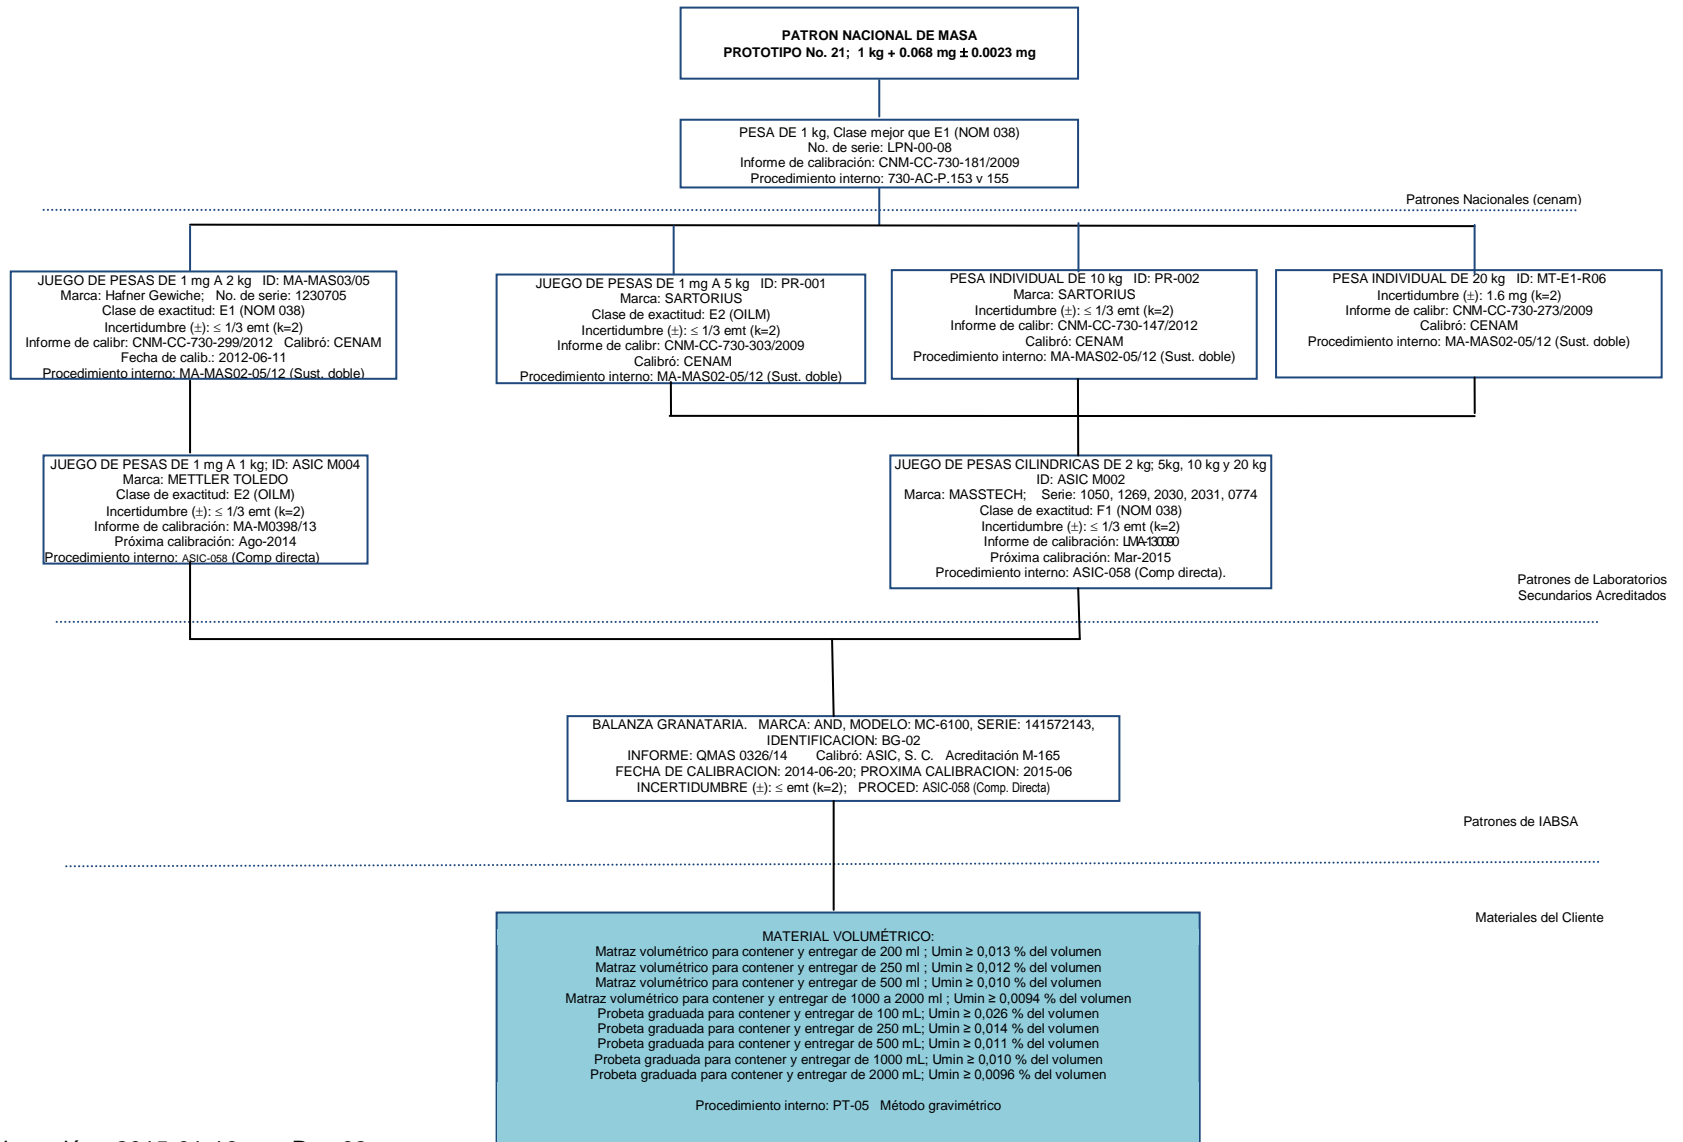 PATRON NACIONAL DE MASA
PROTOTIPO No. 21; 1 kg + 0.068 mg ± 0.0023 mg
PESA DE 1 kg, Clase mejor que E1 (NOM 038)
No. de serie: LPN-00-08
Informe de calibración: CNM-CC-730-181/2009
Procedimiento interno: 730-AC-P.153 v 155
Patrones Nacionales (cenam)
JUEGO DE PESAS DE 1 mg A 2 kg ID: MA-MAS03/05
Marca: Hafner Gewiche; No. de serie: 1230705
Clase de exactitud: E1 (NOM 038)
Incertidumbre (±): ≤ 1/3 emt (k=2)
Informe de calibr: CNM-CC-730-299/2012 Calibró: CENAM
Fecha de calib.: 2012-06-11
Procedimiento interno: MA-MAS02-05/12 (Sust. doble)
JUEGO DE PESAS DE 1 mg A 5 kg ID: PR-001
Marca: SARTORIUS
Clase de exactitud: E2 (OILM)
Incertidumbre (±): ≤ 1/3 emt (k=2)
Informe de calibr: CNM-CC-730-303/2009
Calibró: CENAM
Procedimiento interno: MA-MAS02-05/12 (Sust. doble)
PESA INDIVIDUAL DE 10 kg ID: PR-002
Marca: SARTORIUS
Incertidumbre (±): ≤ 1/3 emt (k=2)
Informe de calibr: CNM-CC-730-147/2012
Calibró: CENAM
Procedimiento interno: MA-MAS02-05/12 (Sust. doble)
PESA INDIVIDUAL DE 20 kg ID: MT-E1-R06
Incertidumbre (±): 1.6 mg (k=2)
Informe de calibr: CNM-CC-730-273/2009
Calibró: CENAM
Procedimiento interno: MA-MAS02-05/12 (Sust. doble)
JUEGO DE PESAS DE 1 mg A 1 kg; ID: ASIC M004
Marca: METTLER TOLEDO
Clase de exactitud: E2 (OILM)
Incertidumbre (±): ≤ 1/3 emt (k=2)
Informe de calibración: MA-M0398/13
Próxima calibración: Ago-2014
Procedimiento interno: ASIC-058 (Comp directa)
JUEGO DE PESAS CILINDRICAS DE 2 kg; 5kg, 10 kg y 20 kg
ID: ASIC M002
Marca: MASSTECH; Serie: 1050, 1269, 2030, 2031, 0774
Clase de exactitud: F1 (NOM 038)
Incertidumbre (±): ≤ 1/3 emt (k=2)
Informe de calibración: LMA-130090
Próxima calibración: Mar-2015
Procedimiento interno: ASIC-058 (Comp directa).
Patrones de Laboratorios
Secundarios Acreditados
BALANZA GRANATARIA. MARCA: AND, MODELO: MC-6100, SERIE: 141572143,
IDENTIFICACION: BG-02
INFORME: QMAS 0326/14 Calibró: ASIC, S. C. Acreditación M-165
FECHA DE CALIBRACION: 2014-06-20; PROXIMA CALIBRACION: 2015-06
INCERTIDUMBRE (±): ≤ emt (k=2); PROCED: ASIC-058 (Comp. Directa)
Patrones de IABSA
Materiales del Cliente
MATERIAL VOLUMÉTRICO:
Matraz volumétrico para contener y entregar de 200 ml ; Umin ≥ 0,013 % del volumen
Matraz volumétrico para contener y entregar de 250 ml ; Umin ≥ 0,012 % del volumen
Matraz volumétrico para contener y entregar de 500 ml ; Umin ≥ 0,010 % del volumen
Matraz volumétrico para contener y entregar de 1000 a 2000 ml ; Umin ≥ 0,0094 % del volumen
Probeta graduada para contener y entregar de 100 mL; Umin ≥ 0,026 % del volumen
Probeta graduada para contener y entregar de 250 mL; Umin ≥ 0,014 % del volumen
Probeta graduada para contener y entregar de 500 mL; Umin ≥ 0,011 % del volumen
Probeta graduada para contener y entregar de 1000 mL; Umin ≥ 0,010 % del volumen
Probeta graduada para contener y entregar de 2000 mL; Umin ≥ 0,0096 % del volumen
Procedimiento interno: PT-05 Método gravimétrico